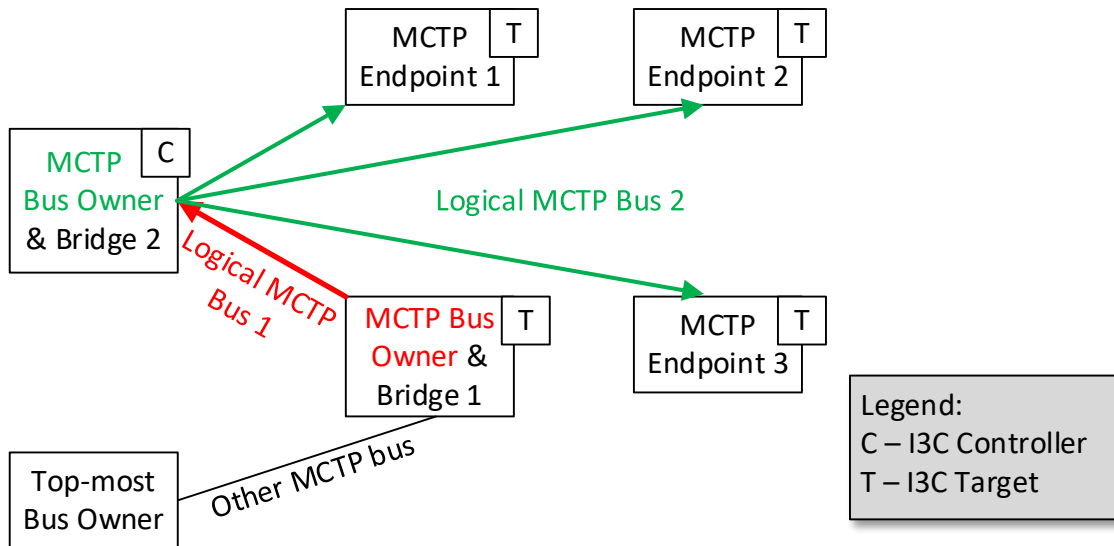 MCTP
Endpoint 1
T
MCTP
Endpoint 2
T
MCTP
Bus Owner
& Bridge 2
C
Logical MCTP Bus 2
Logical MCTP
Bus 1
MCTP Bus
Owner &
Bridge 1
T
MCTP
Endpoint 3
T
Other MCTP bus
Top-most
Bus Owner
Legend:
C – I3C Controller
T – I3C Target